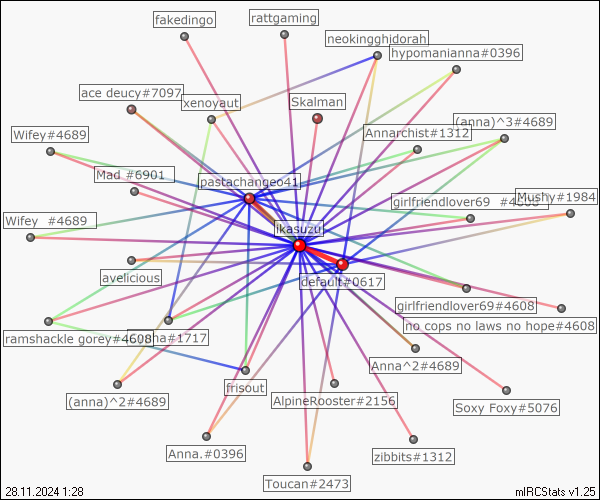 fakedingo
rattgaming
neokingghidorah
hypomanianna#0396
ace deucy#7097
xenoyaut
Skalman
(anna)^3#4689
Wifey#4689
Annarchist#1312
Mad #6901
pastachangeo41
girlfriendlover69 #4608
Mushy#1984
Wifey #4689
ikasuzu
avelicious
default#0617
girlfriendlover69#4608
no cops no laws no hope#4608
ramshackle gorey#4608
#1717
Anna^2#4689
frisout
(anna)^2#4689
AlpineRooster#2156
Soxy Foxy#5076
Anna.#0396
zibbits#1312
Toucan#2473
28.11.2024 1:28
mIRCStats v1.25